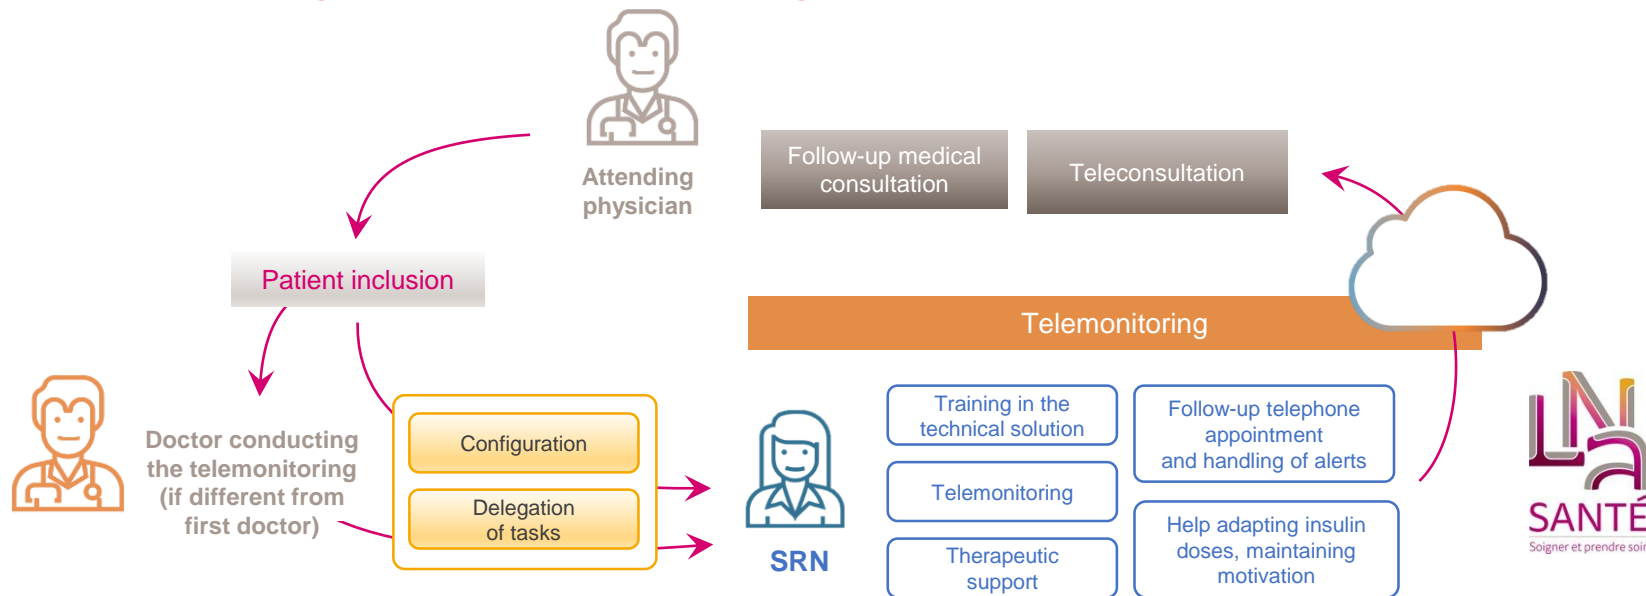 Attending
physician
Follow-up medical
consultation
Teleconsultation
Patient inclusion
Telemonitoring
Doctor conducting
the telemonitoring
(if different from
first doctor)
Configuration
Delegation
of tasks
SRN
Training in the
technical solution
Telemonitoring
Therapeutic
support
Follow-up telephone
appointment
and handling of alerts
Help adapting insulin
doses, maintaining
motivation
LNa
SANTÉ
Soigner et prendre soin